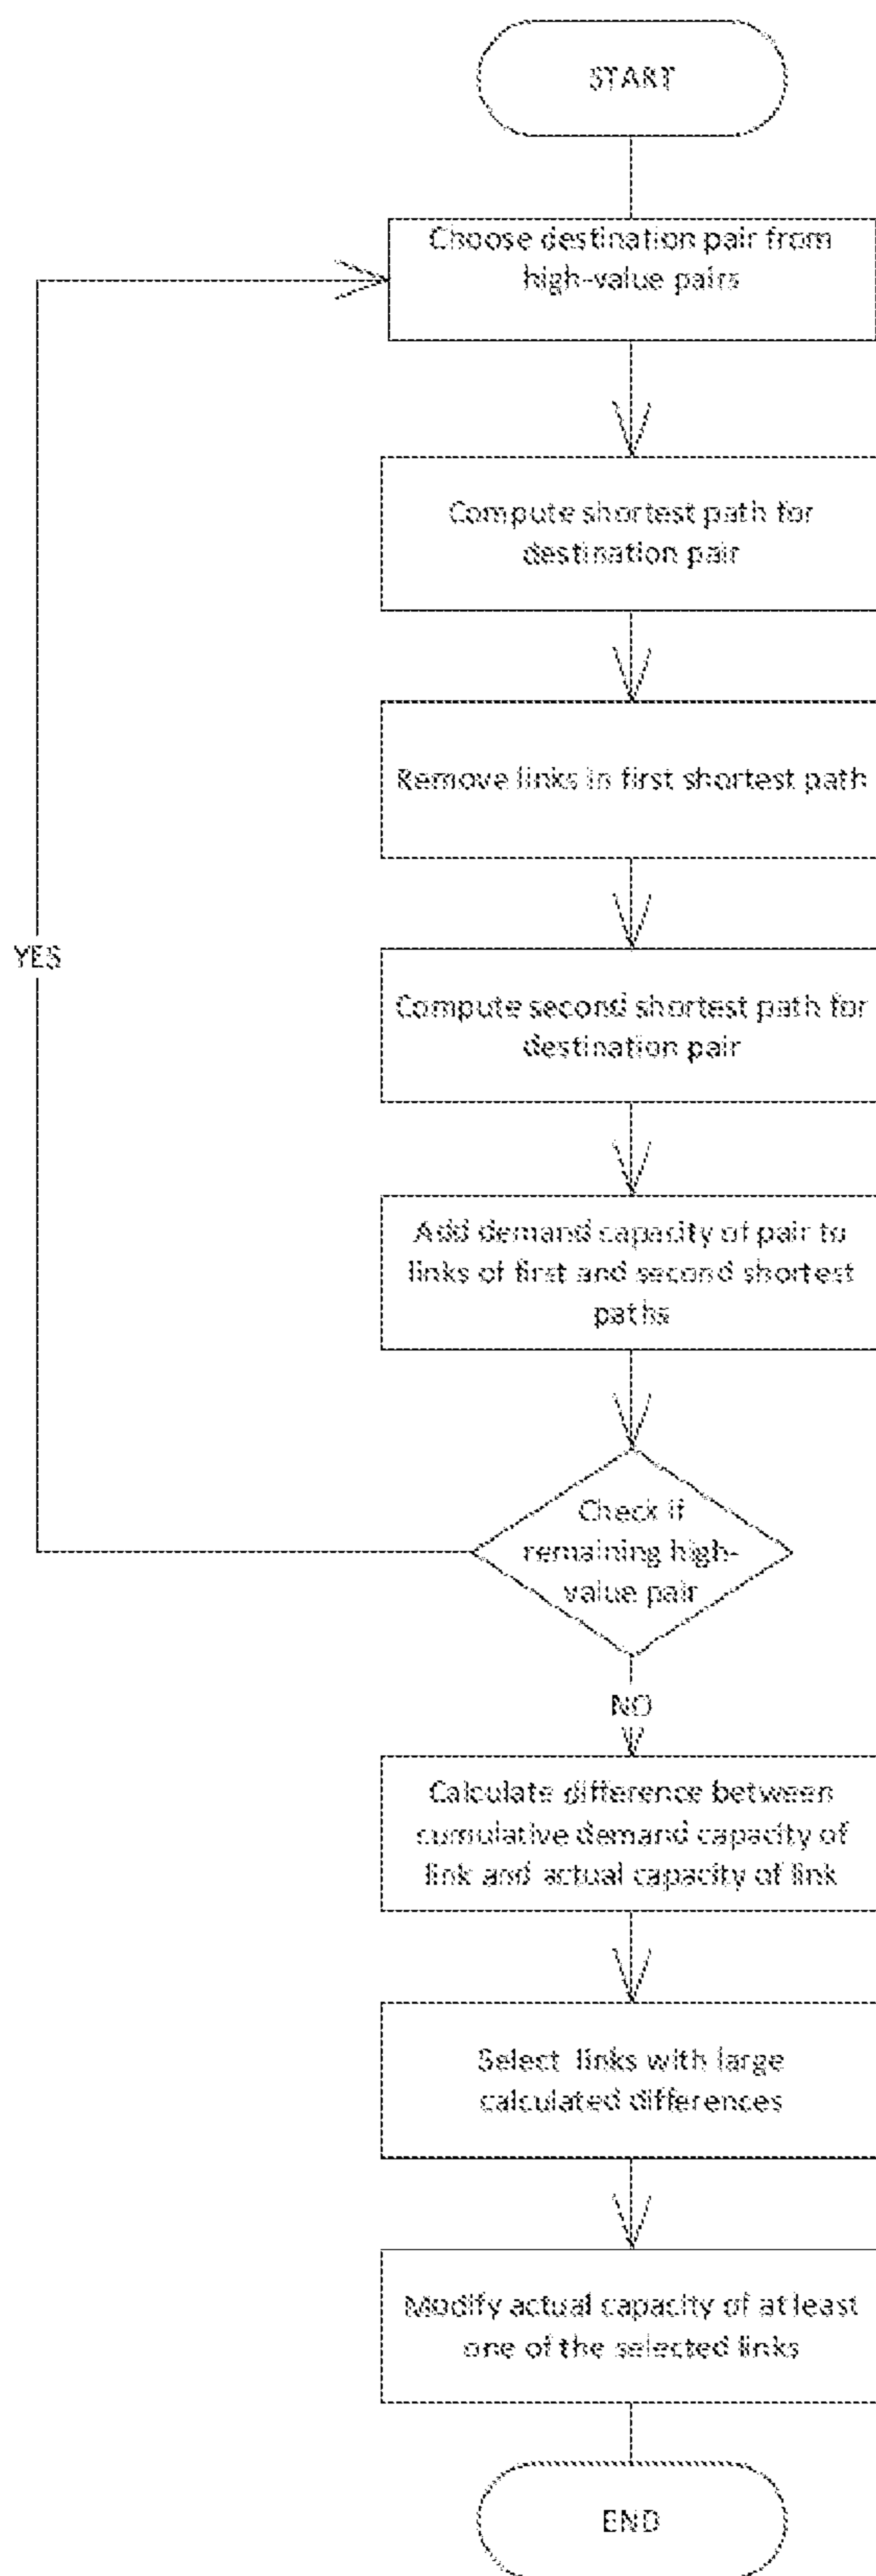 START
Choose destination pair from
high-value pairs
Compute shortest path for
destination pair
Remove links in first shortest path
YES
Compute second shortest path for
destination pair
Add demand capacity of pair to
links of first and second shortest
paths
Check if
remaining high-
value pair
NO
Calculate difference between
cumulative demand capacity of
link and actual capacity of link
Select links with large
calculated differences
Modify actual capacity of at least
one of the selected links
END